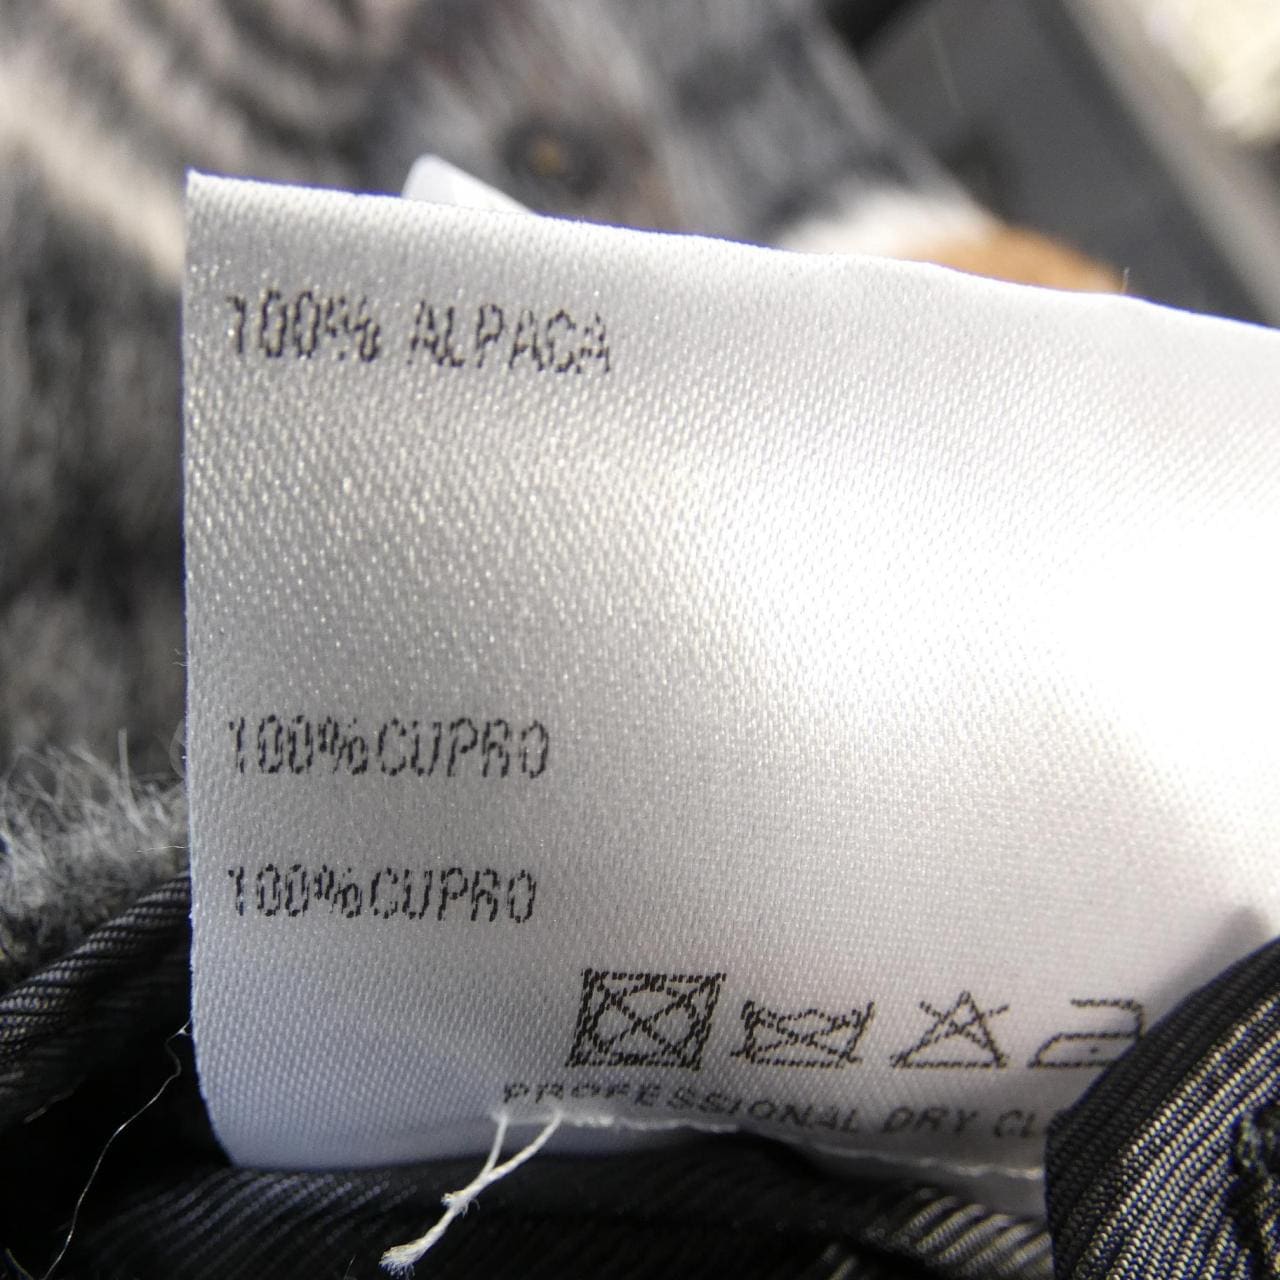 100% ALPACA
100%CUPRO
100%CUPRO
PROFESSIONAL DRY CL